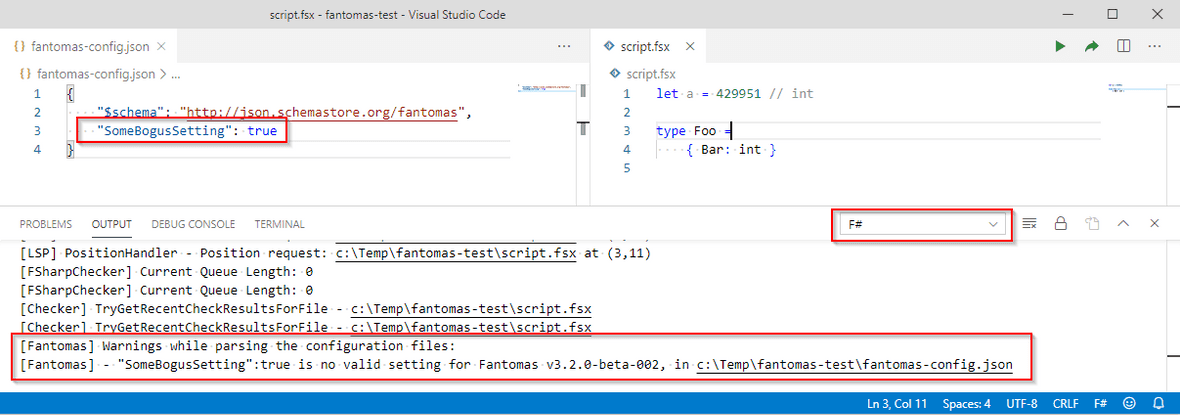 script.fsx - fantomas-test - Visual Studio Code
{} fantomas-config.json
{} fantomas-config.json > ...
1 {
2 ····"$schema": "http://json.schemastore.org/fantomas",
3 ····"SomeBogusSetting": true
4 }
script.fsx
script.fsx
1 let a = 429951 // int
2
3 type Foo =
4 ····{ Bar: int }
5
PROBLEMS OUTPUT DEBUG CONSOLE TERMINAL F#
[LSP] PositionHandler - Position request: c:\Temp\fantomas-test\script.fsx at (3,11)
[FSharpChecker] Current Queue Length: 0
[FSharpChecker] Current Queue Length: 0
[Checker] TryGetRecentCheckResultsForFile - c:\Temp\fantomas-test\script.fsx
[Checker] TryGetRecentCheckResultsForFile - c:\Temp\fantomas-test\script.fsx
[Fantomas] Warnings while parsing the configuration files:
[Fantomas] - "SomeBogusSetting":true is no valid setting for Fantomas v3.2.0-beta-002, in c:\Temp\fantomas-test\fantomas-config.json
Ln 3, Col 11 Spaces: 4 UTF-8 CRLF F#